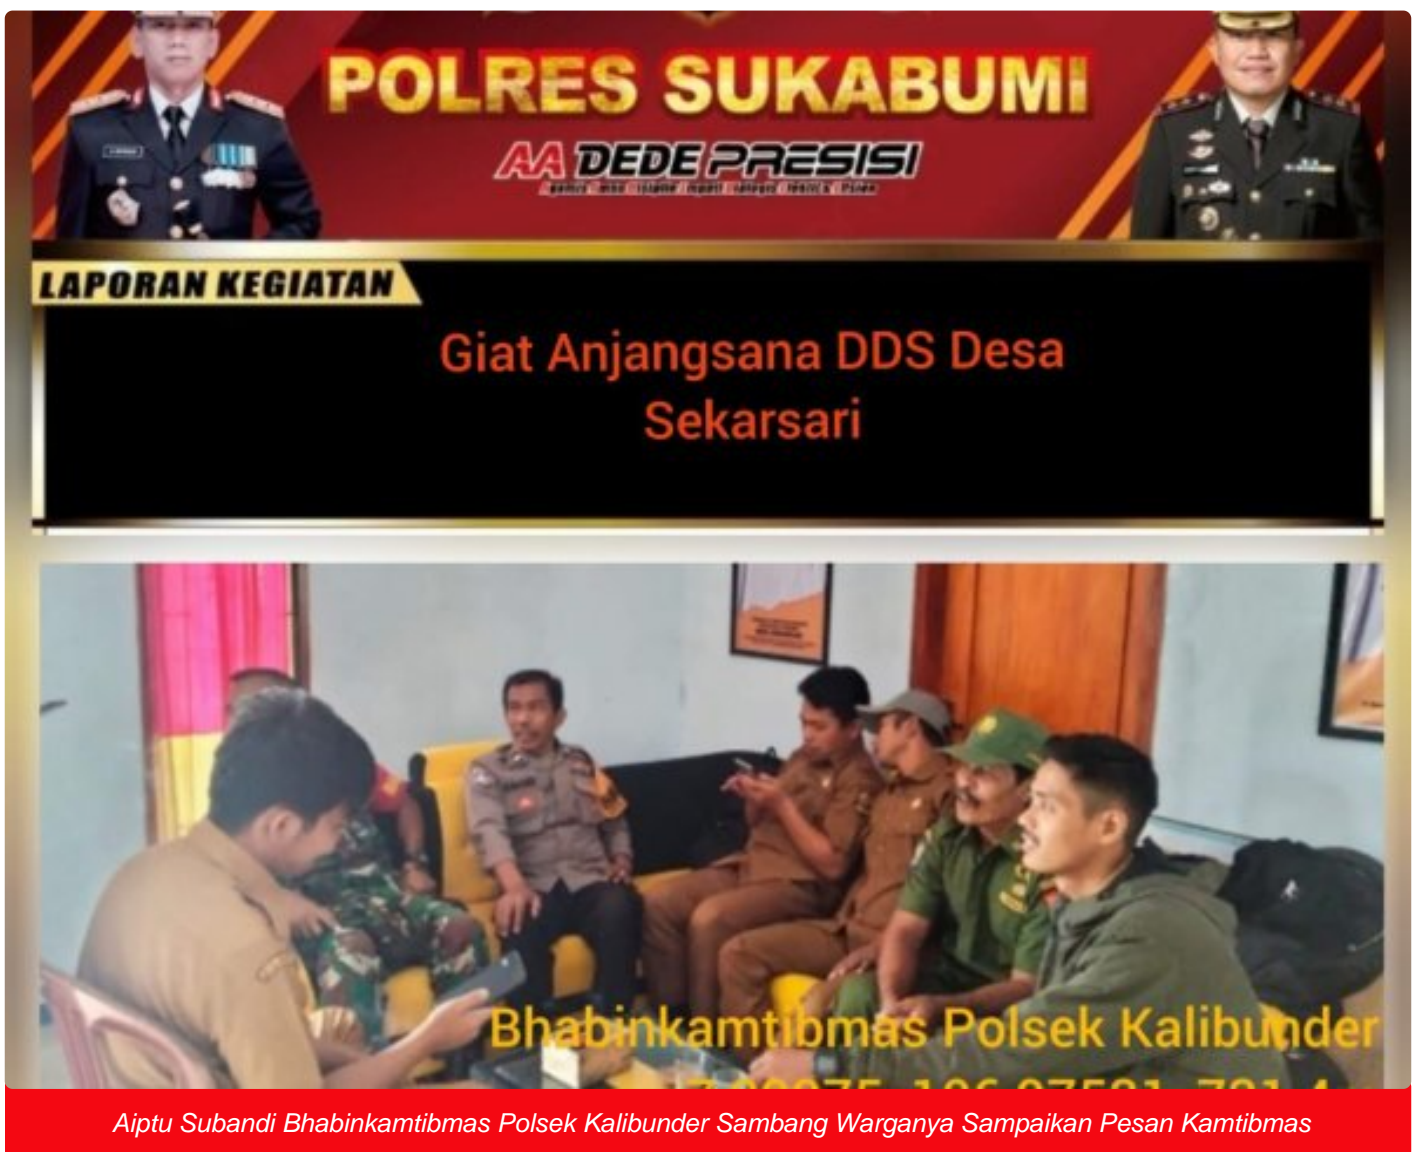 POLRES SUKABUMI
AA DEDE PRESISI
LAPORAN KEGIATAN
Giat Anjangsana DDS Desa
Sekarsari
Bhabinkamtibmas Polsek Kalibunder
Aiptu Subandi Bhabinkamtibmas Polsek Kalibunder Sambang Warganya Sampaikan Pesan Kamtibmas